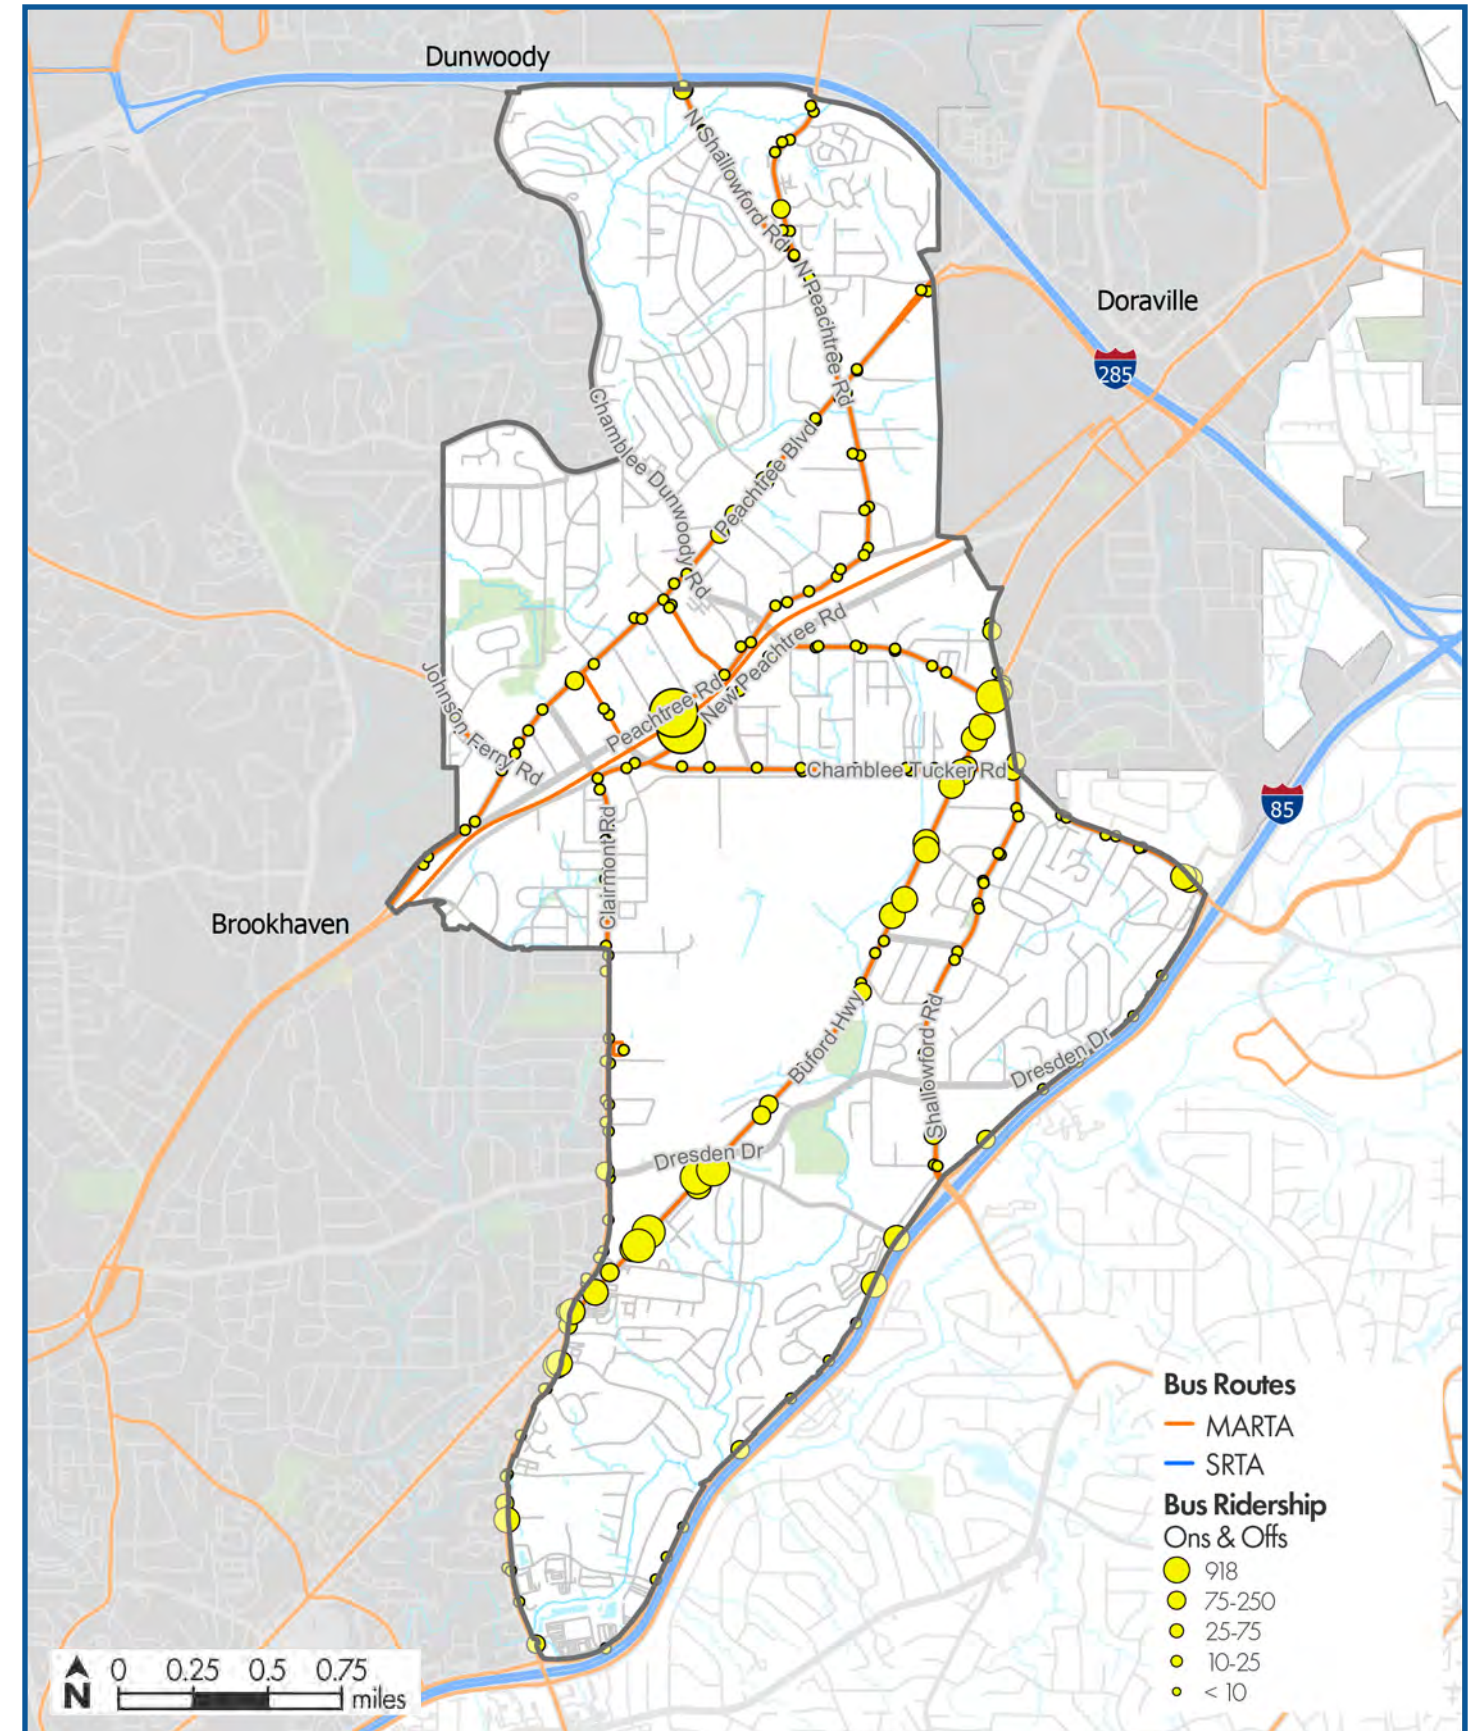 Dunwoody
N Shallowford Rd
N Peachtree Rd
Doraville
285
Chamblee Dunwoody Rd
Peachtree Blvd
Johnson Ferry Rd
Peachtree Rd
New Peachtree Rd
Chamblee Tucker Rd
85
Clairmont Rd
Brookhaven
Buford Hwy
Shallowford Rd
Dresden Dr
Dresden Dr
Bus Routes
MARTA
SRTA
Bus Ridership
Ons & Offs
918
75-250
25-75
10-25
< 10
N
0 0.25 0.5 0.75
miles